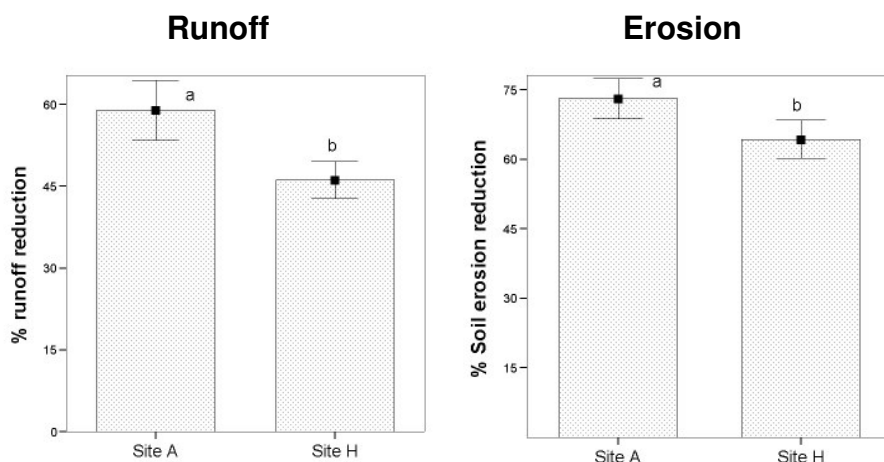 Runoff
% runoff reduction
60
45
30
15
0
a
b
Site A
Site H
Erosion
% Soil erosion reduction
75
60
45
30
15
a
b
Site A
Site H